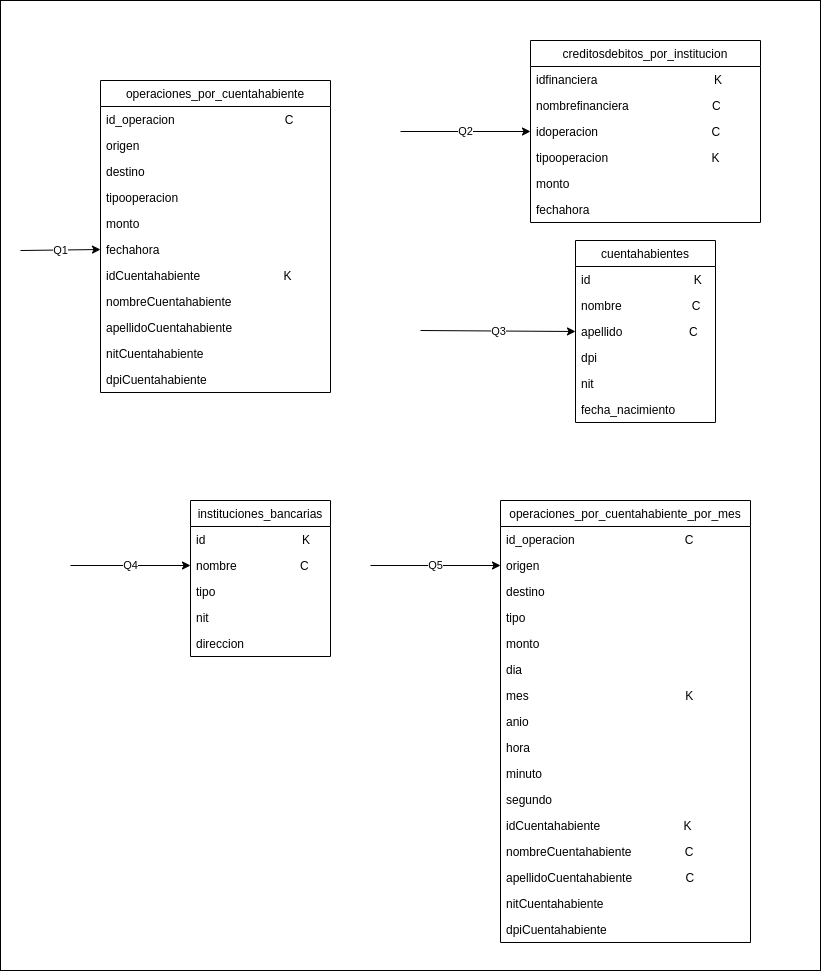 operaciones_por_cuentahabiente
id_operacion C
origen
destino
tipooperacion
monto
Q1
fechahora
idCuentahabiente K
nombreCuentahabiente
apellidoCuentahabiente
nitCuentahabiente
dpiCuentahabiente
creditosdebitos_por_institucion
idfinanciera K
nombrefinanciera C
Q2
idoperacion C
tipooperacion K
monto
fechahora
cuentahabientes
id K
nombre C
Q3
apellido C
dpi
nit
fecha_nacimiento
instituciones_bancarias
id K
Q4
nombre C
tipo
nit
direccion
operaciones_por_cuentahabiente_por_mes
id_operacion C
Q5
origen
destino
tipo
monto
dia
mes K
anio
hora
minuto
segundo
idCuentahabiente K
nombreCuentahabiente C
apellidoCuentahabiente C
nitCuentahabiente
dpiCuentahabiente